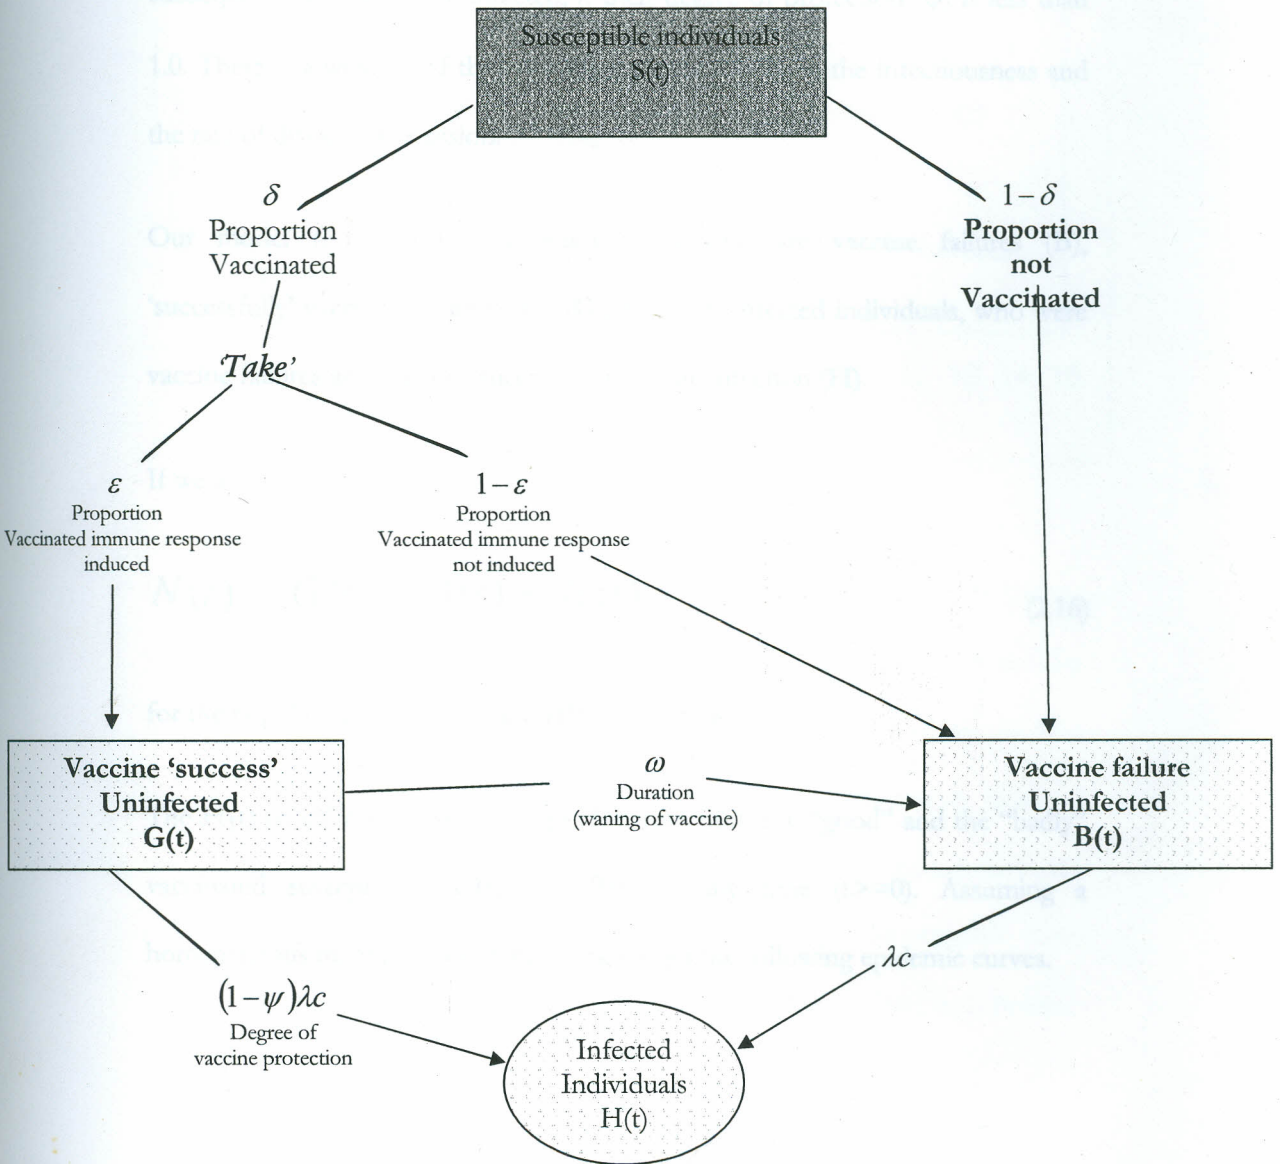 Susceptible individuals
S(t)
δ
Proportion
Vaccinated
1−δ
Proportion
not
Vaccinated
'Take'
ε
Proportion
Vaccinated immune response
induced
1−ε
Proportion
Vaccinated immune response
not induced
Vaccine 'success'
Uninfected
G(t)
ω
Duration
(waning of vaccine)
Vaccine failure
Uninfected
B(t)
(1−ψ)λc
Degree of
vaccine protection
λc
Infected
Individuals
H(t)